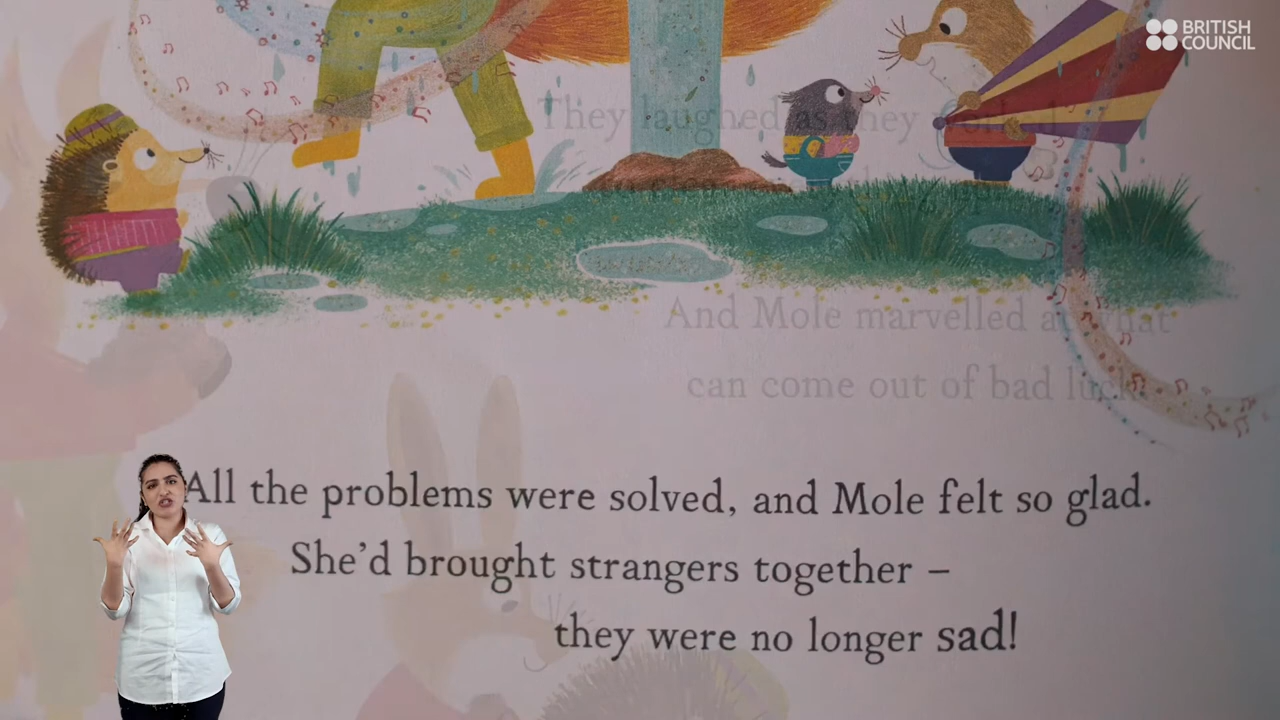 BRITISH
COUNCIL
They laughed as they
And Mole marvelled at what
can come out of bad luck
All the problems were solved, and Mole felt so glad.
She'd brought strangers together –
they were no longer sad!